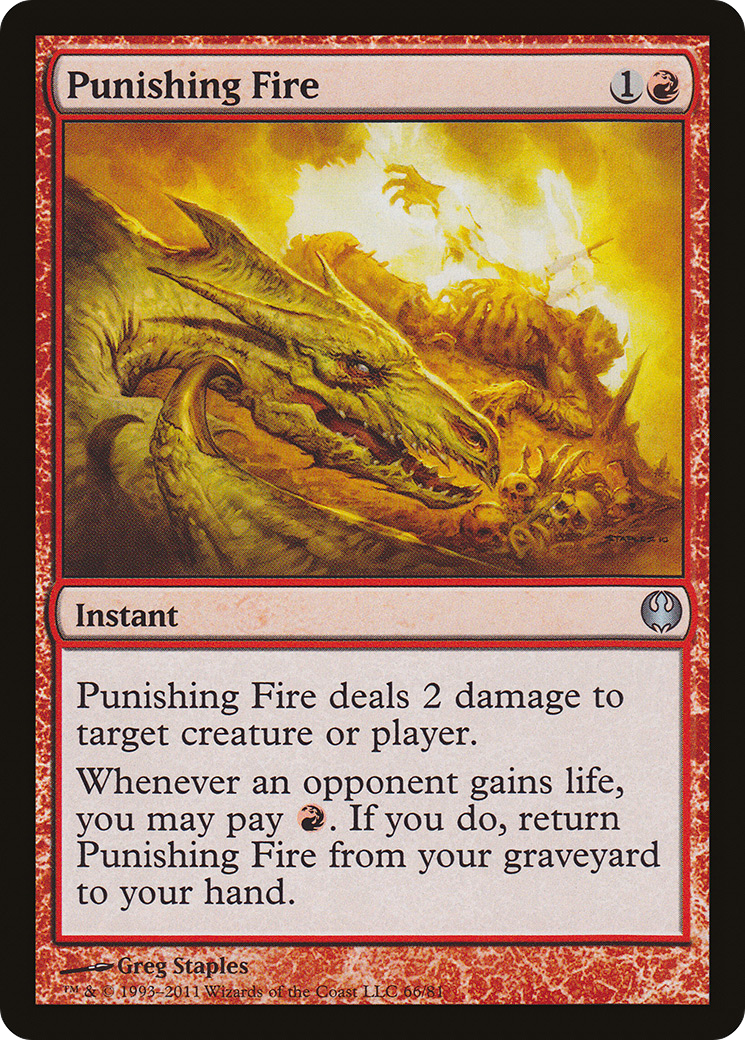 Punishing Fire 1
STAPLES 10
Instant
Punishing Fire deals 2 damage to
target creature or player.
Whenever an opponent gains life,
you may pay . If you do, return
Punishing Fire from your graveyard
to your hand.
Greg Staples
™ & © 1993–2011 Wizards of the Coast LLC 66/81